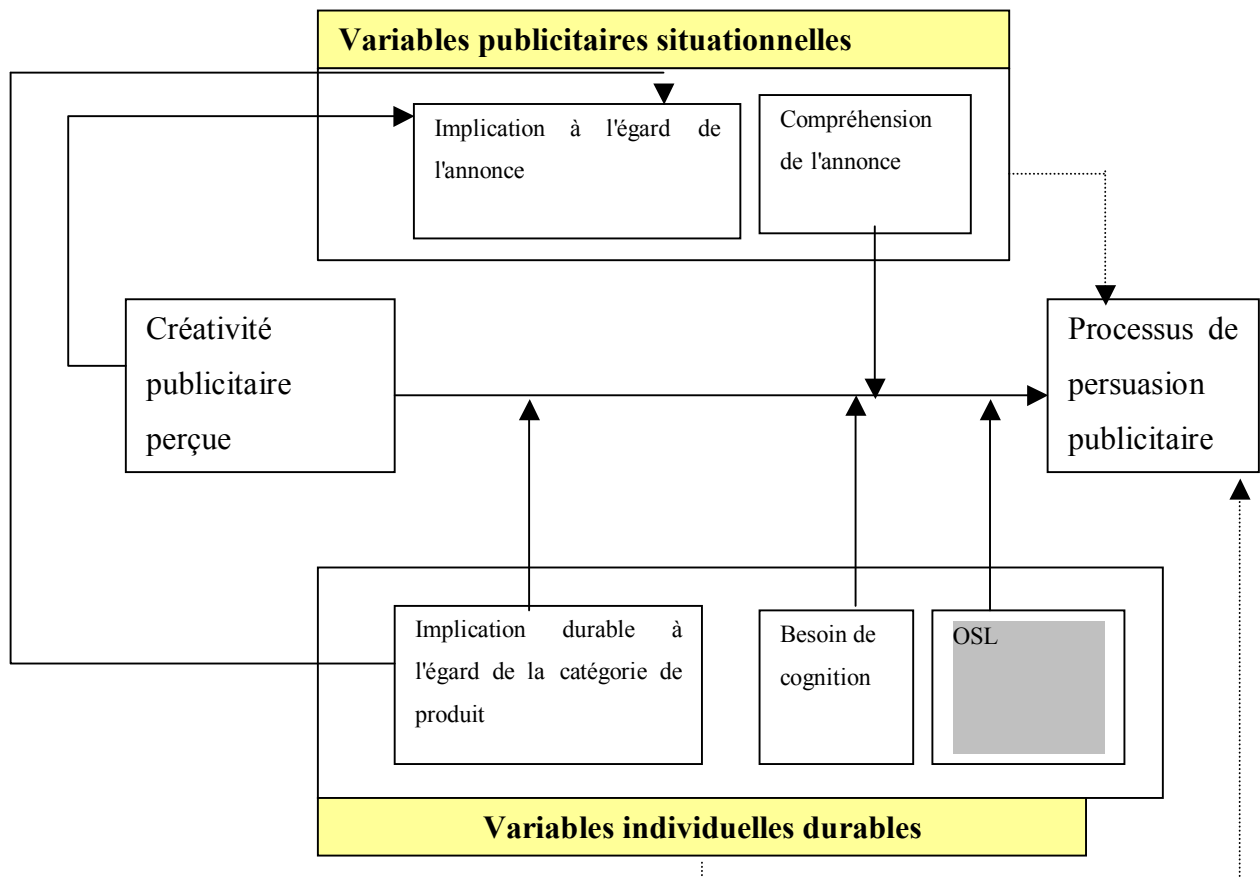 Variables publicitaires situationnelles
Implication à l'égard de
l'annonce
Compréhension
de l'annonce
Créativité
publicitaire
perçue
Processus de
persuasion
publicitaire
Implication durable à
l'égard de la catégorie de
produit
Besoin de
cognition
OSL
Variables individuelles durables